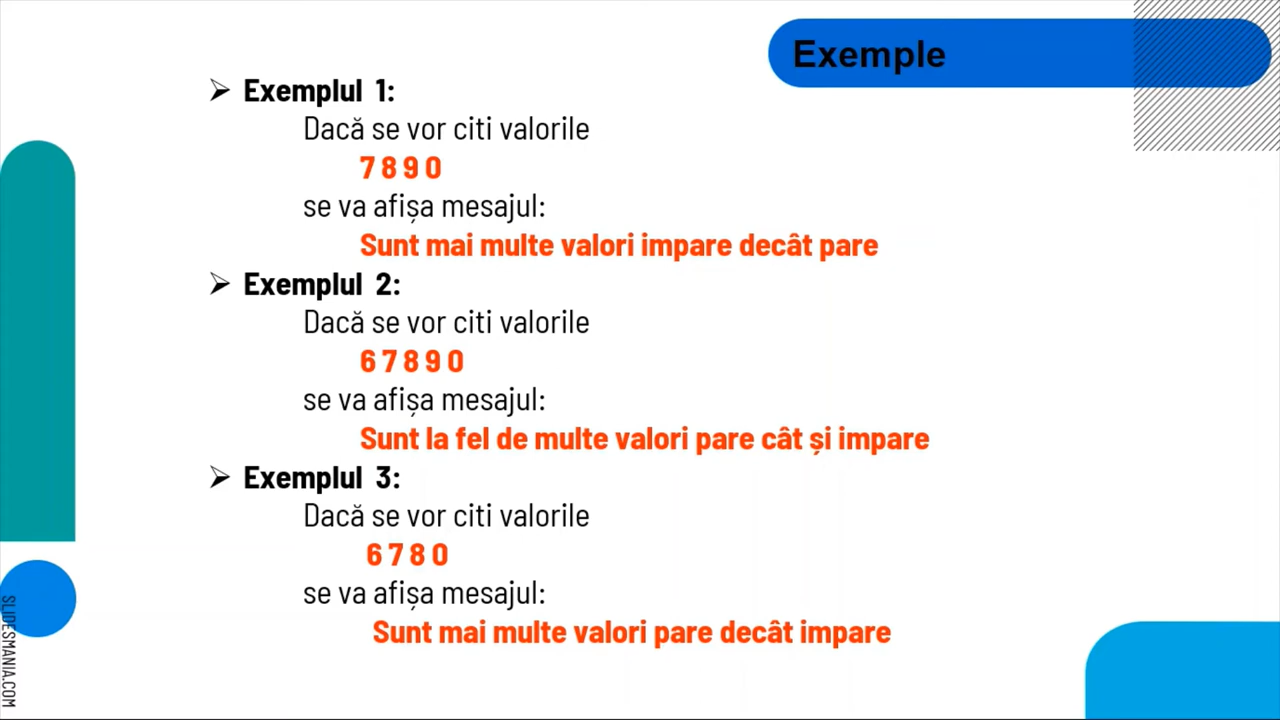 Exemple
➢ Exemplul 1:
Dacă se vor citi valorile
7 8 9 0
se va afișa mesajul:
Sunt mai multe valori impare decât pare
➢ Exemplul 2:
Dacă se vor citi valorile
6 7 8 9 0
se va afișa mesajul:
Sunt la fel de multe valori pare cât și impare
➢ Exemplul 3:
Dacă se vor citi valorile
6 7 8 0
se va afișa mesajul:
Sunt mai multe valori pare decât impare
SLIDESMANIA.COM